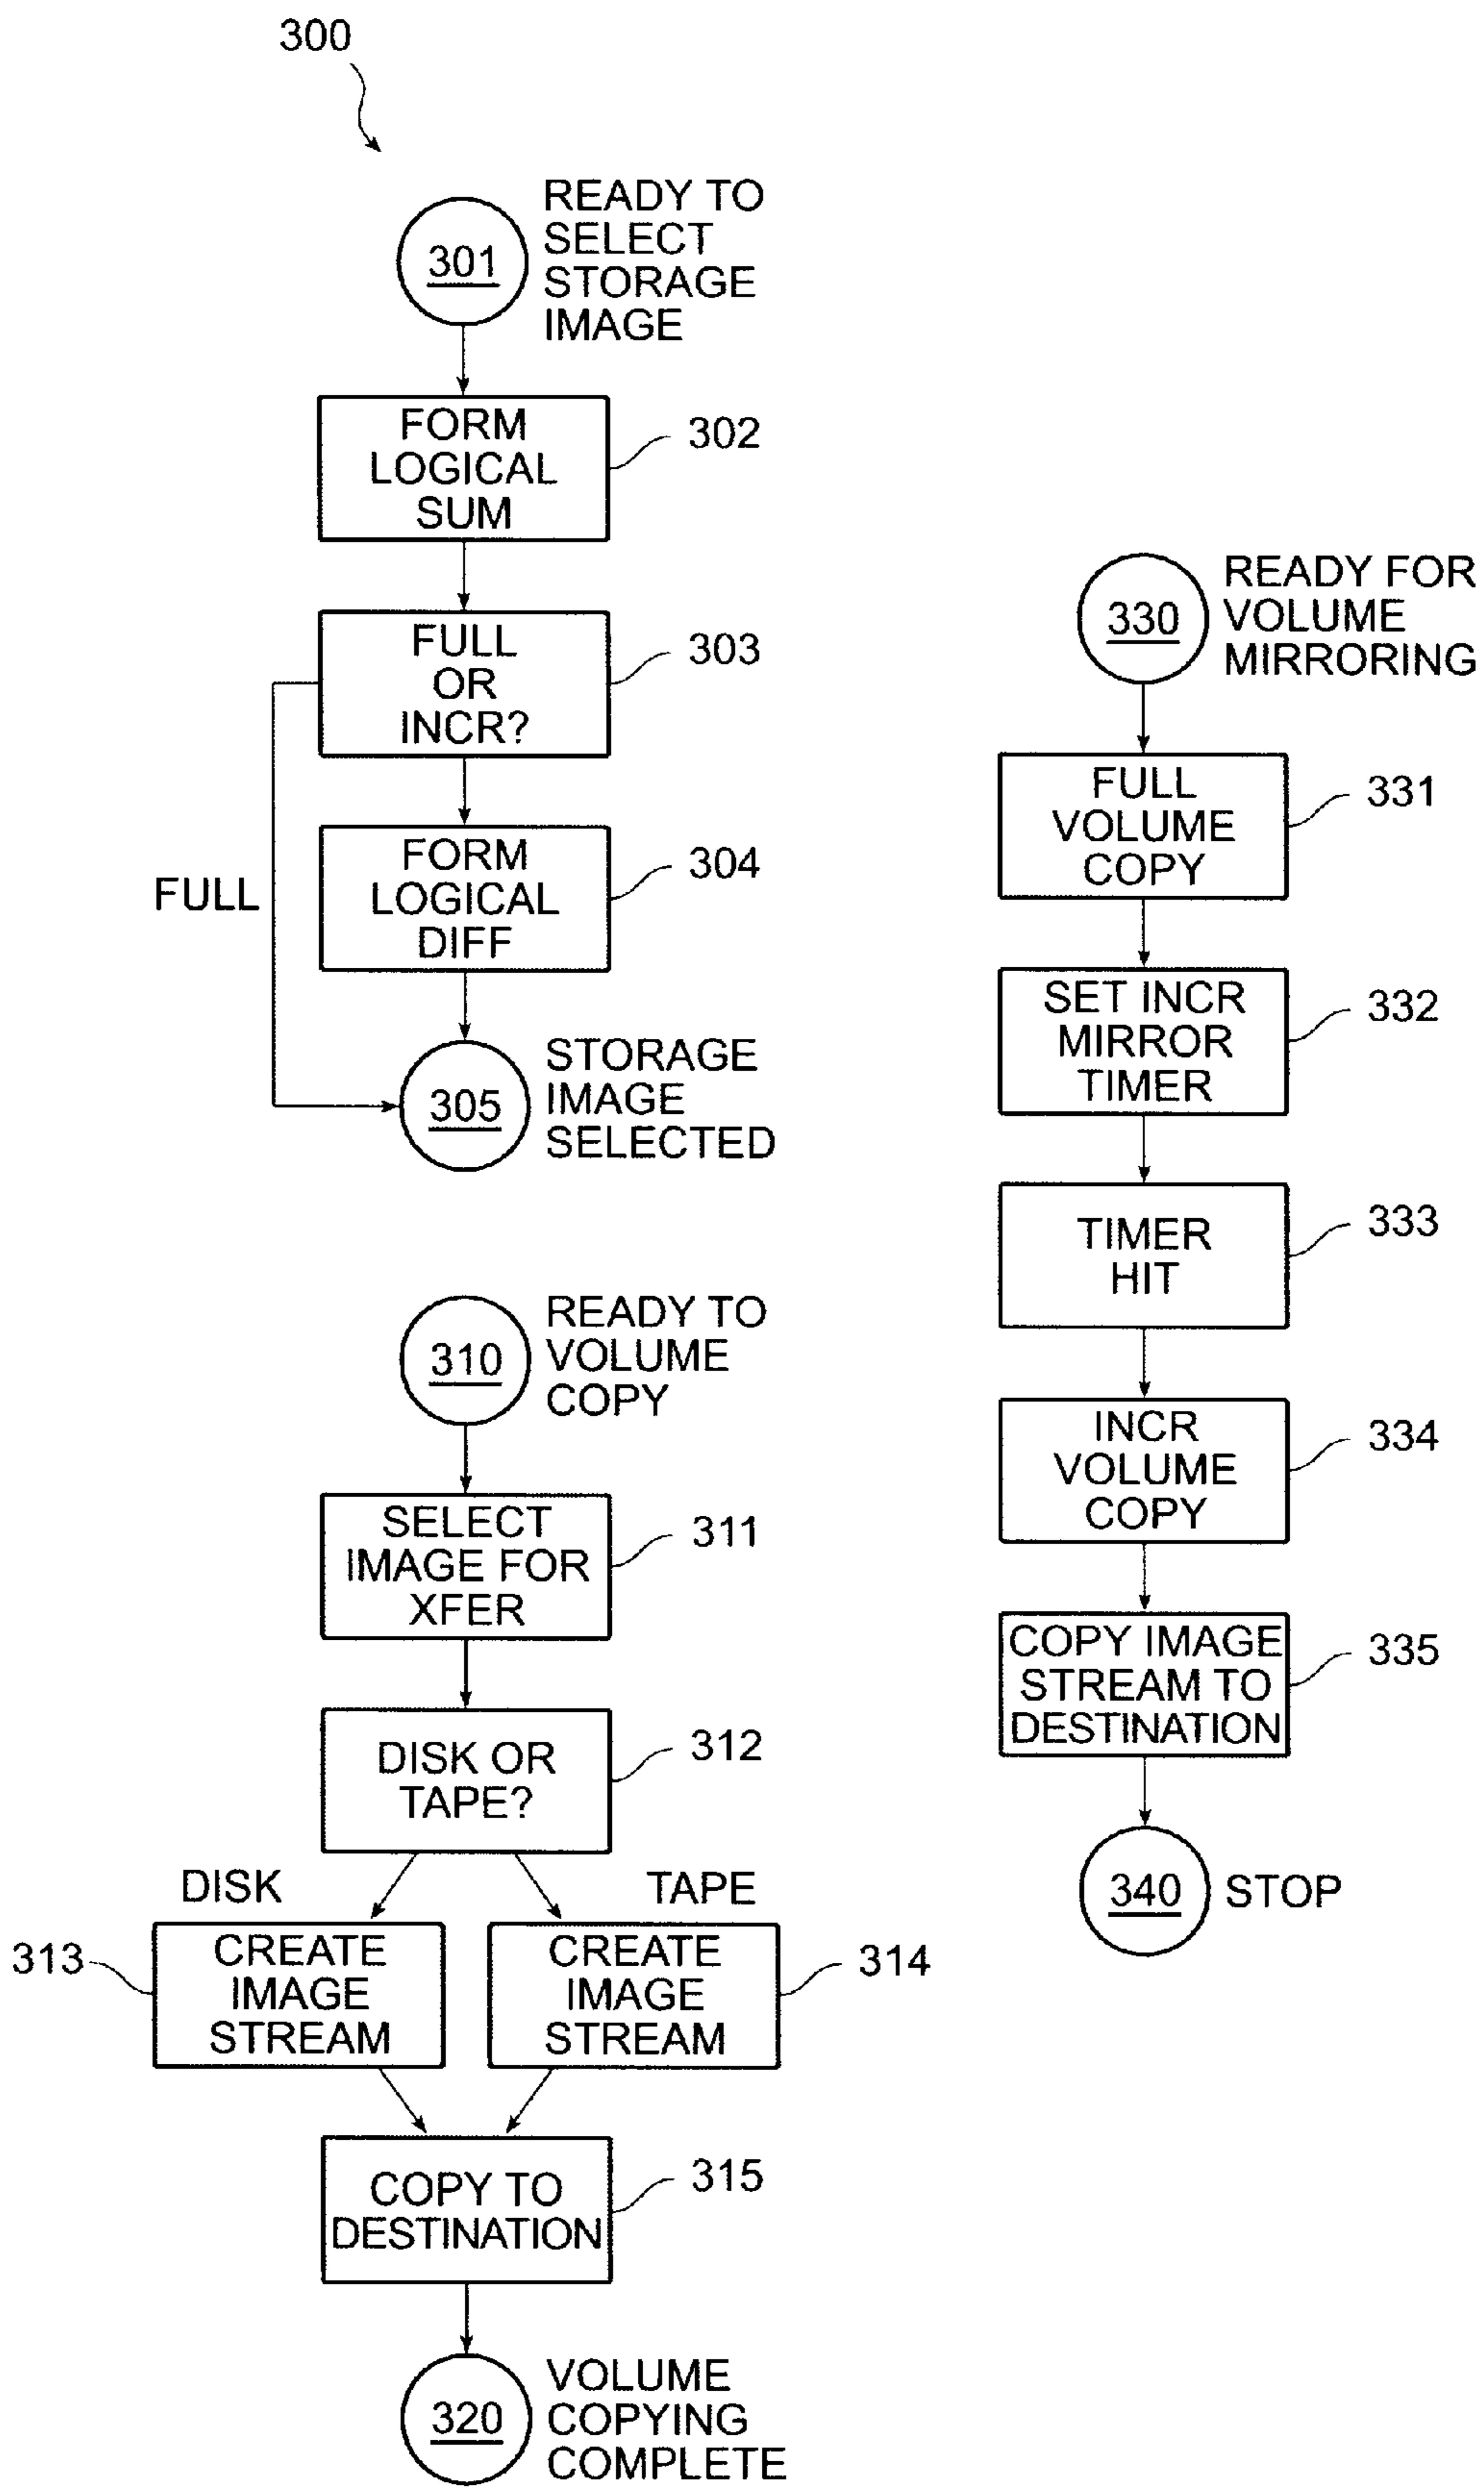 300
301
READY TO
SELECT
STORAGE
IMAGE
FORM
LOGICAL
SUM
302
FULL
OR
INCR?
303
FORM
LOGICAL
DIFF
304
FULL
305
STORAGE
IMAGE
SELECTED
310
READY TO
VOLUME
COPY
SELECT
IMAGE FOR
XFER
311
DISK OR
TAPE?
312
DISK
TAPE
313
CREATE
IMAGE
STREAM
CREATE
IMAGE
STREAM
314
COPY TO
DESTINATION
315
320
VOLUME
COPYING
COMPLETE
330
READY FOR
VOLUME
MIRRORING
FULL
VOLUME
COPY
331
SET INCR
MIRROR
TIMER
332
TIMER
HIT
333
INCR
VOLUME
COPY
334
COPY IMAGE
STREAM TO
DESTINATION
335
340
STOP